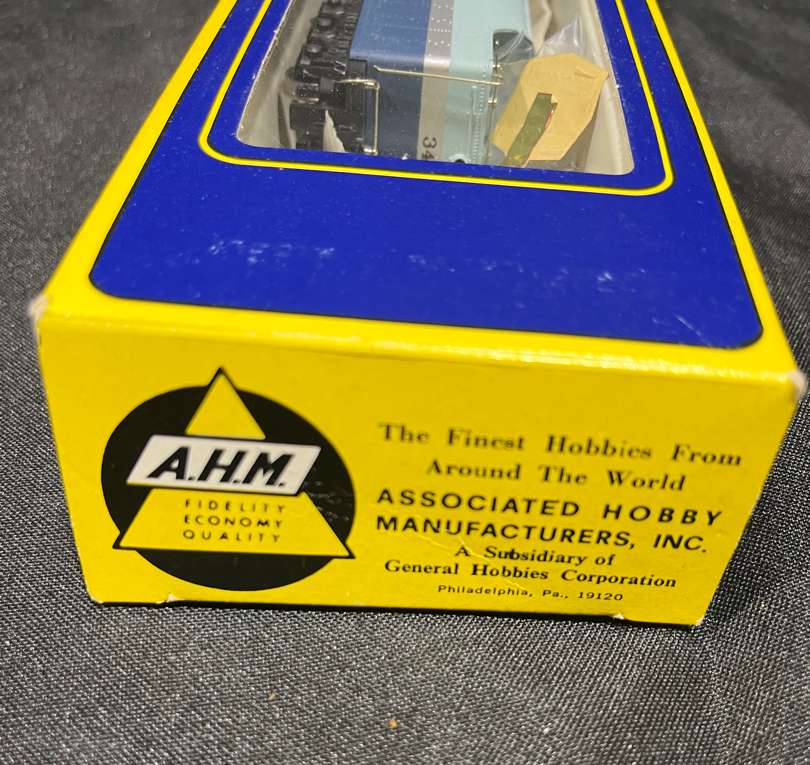 34
A.H.M.
FIDELITY
ECONOMY
QUALITY
The Finest Hobbies From
Around The World
ASSOCIATED HOBBY
MANUFACTURERS, INC.
A Subsidiary of
General Hobbies Corporation
Philadelphia, Pa., 19120